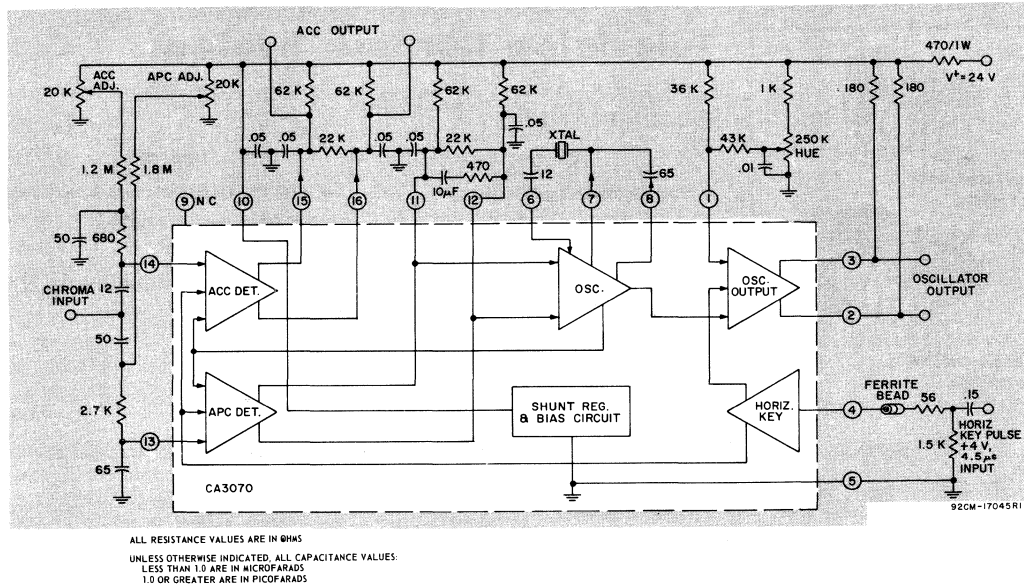 ACC OUTPUT
470/1W
V+ = 24 V
ACC ADJ.
20 K
APC ADJ.
20K
62 K
62 K
62 K
62 K
36 K
1 K
180
180
.05
.05
22 K
.05
.05
22 K
.05
XTAL
43 K
250 K
HUE
.01
1.2 M
1.8 M
470
10μF
12
65
9 NC
10
15
16
11
12
6
7
8
1
50
680
14
12
CHROMA
INPUT
50
2.7 K
13
65
ACC DET.
APC DET.
OSC.
OSC.
OUTPUT
3
2
OSCILLATOR
OUTPUT
SHUNT REG.
& BIAS CIRCUIT
HORIZ.
KEY
4
FERRITE
BEAD
56
.15
1.5 K
HORIZ
KEY PULSE
+4 V,
4.5 μs
INPUT
5
CA3070
92CM-17045R1
ALL RESISTANCE VALUES ARE IN OHMS
UNLESS OTHERWISE INDICATED, ALL CAPACITANCE VALUES:
LESS THAN 1.0 ARE IN MICROFARADS
1.0 OR GREATER ARE IN PICOFARADS